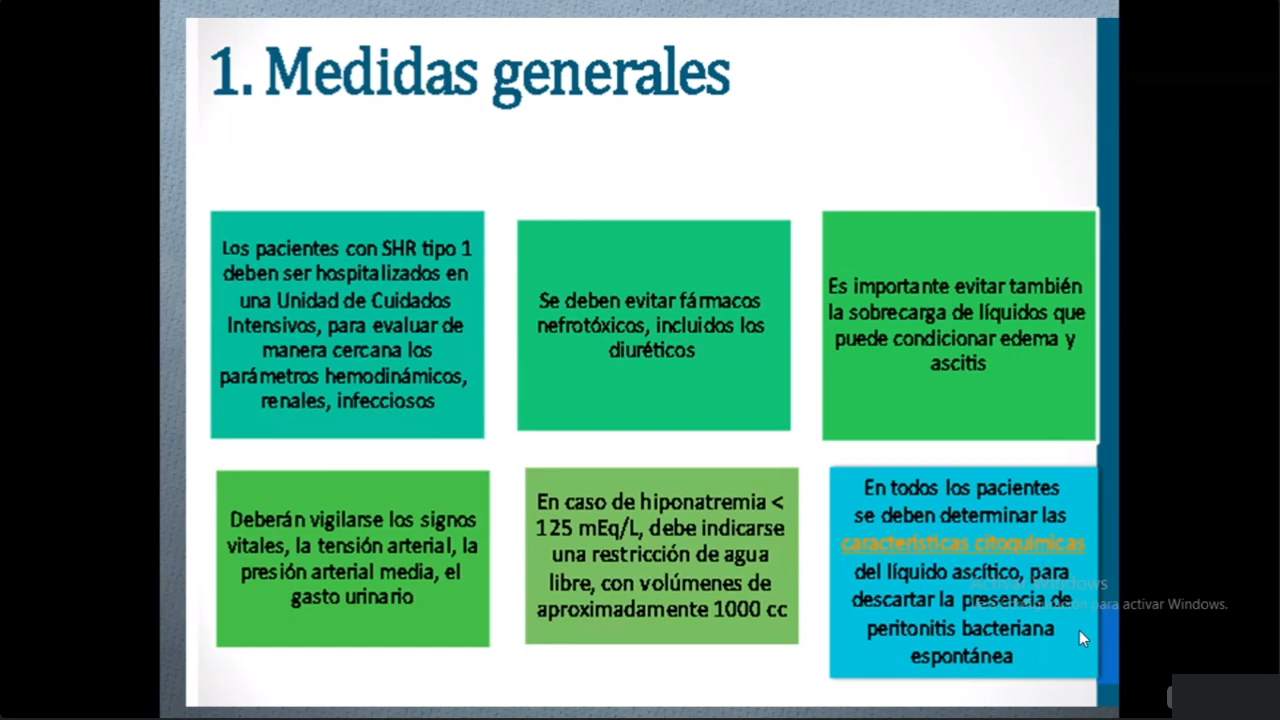 1. Medidas generales
Los pacientes con SHR tipo 1
deben ser hospitalizados en
una Unidad de Cuidados
Intensivos, para evaluar de
manera cercana los
parámetros hemodinámicos,
renales, infecciosos
Se deben evitar fármacos
nefrotóxicos, incluidos los
diuréticos
Es importante evitar también
la sobrecarga de líquidos que
puede condicionar edema y
ascitis
Deberán vigilarse los signos
vitales, la tensión arterial, la
presión arterial media, el
gasto urinario
En caso de hiponatremia <
125 mEq/L, debe indicarse
una restricción de agua
libre, con volúmenes de
aproximadamente 1000 cc
En todos los pacientes
se deben determinar las
características citoquímicas
del líquido ascítico, para
descartar la presencia de
peritonitis bacteriana
espontánea
Activar Windows
para activar Windows.